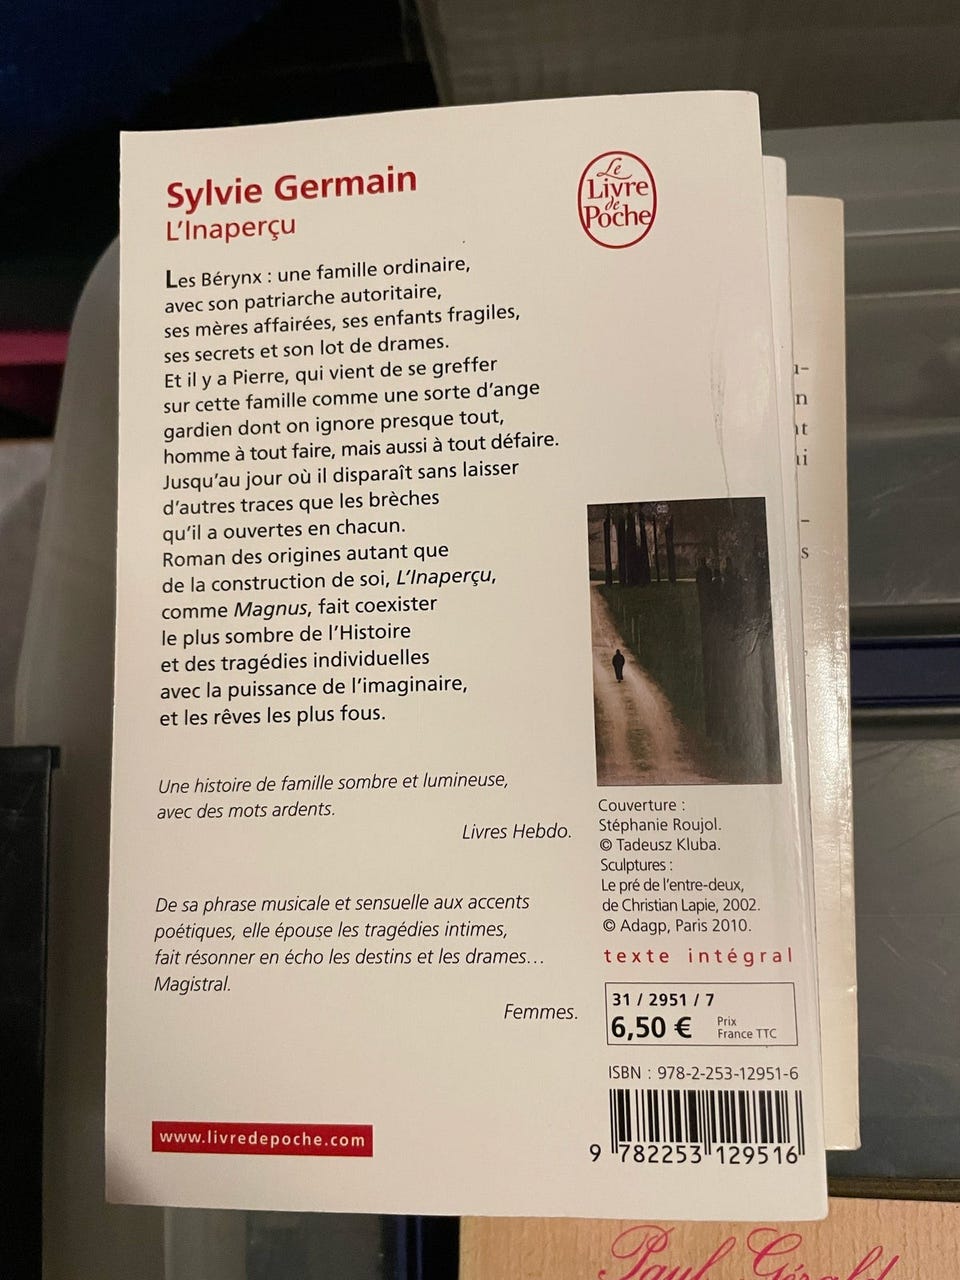 Sylvie Germain
L'Inaperçu
Le
Livre
de
Poche
Les Bérynx : une famille ordinaire,
avec son patriarche autoritaire,
ses mères affairées, ses enfants fragiles,
ses secrets et son lot de drames.
Et il y a Pierre, qui vient de se greffer
sur cette famille comme une sorte d'ange
gardien dont on ignore presque tout,
homme à tout faire, mais aussi à tout défaire.
Jusqu'au jour où il disparaît sans laisser
d'autres traces que les brèches
qu'il a ouvertes en chacun.
Roman des origines autant que
de la construction de soi, L'Inaperçu,
comme Magnus, fait coexister
le plus sombre de l'Histoire
et des tragédies individuelles
avec la puissance de l'imaginaire,
et les rêves les plus fous.
Une histoire de famille sombre et lumineuse,
avec des mots ardents.
Livres Hebdo.
De sa phrase musicale et sensuelle aux accents
poétiques, elle épouse les tragédies intimes,
fait résonner en écho les destins et les drames...
Magistral.
Femmes.
www.livredepoche.com
Couverture :
Stéphanie Roujol.
© Tadeusz Kluba.
Sculptures :
Le pré de l'entre-deux,
de Christian Lapie, 2002.
© Adagp, Paris 2010.
texte intégral
31 / 2951 / 7
6,50 € Prix
France TTC
ISBN : 978-2-253-12951-6
9 782253 129516
Paul